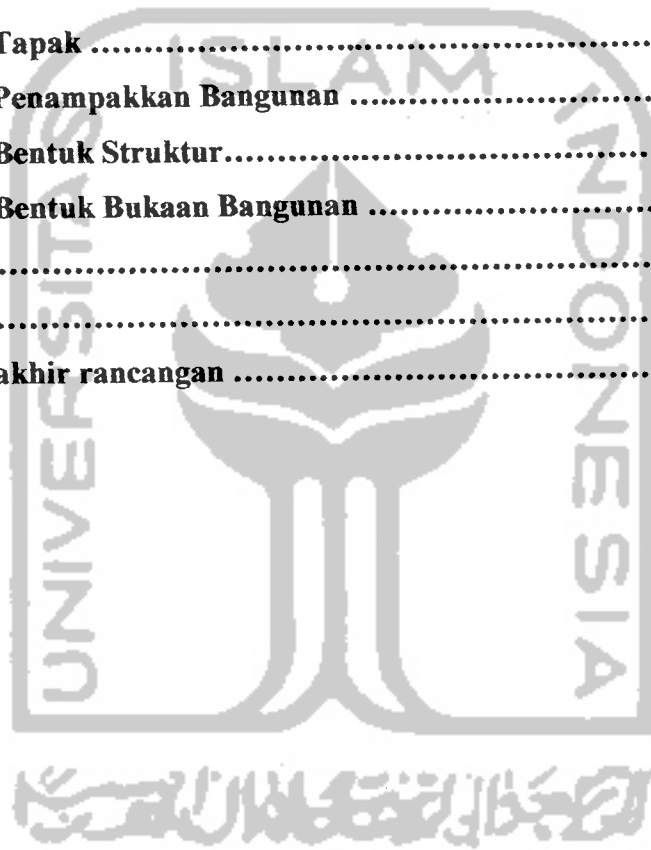 Tapak ........................................................
Penampakkan Bangunan ........................................
Bentuk Struktur..............................................
Bentuk Bukaan Bangunan ......................................
.............................................................
.............................................................
akhir rancangan .............................................
UNIVERSITAS
ISLAM
INDONESIA